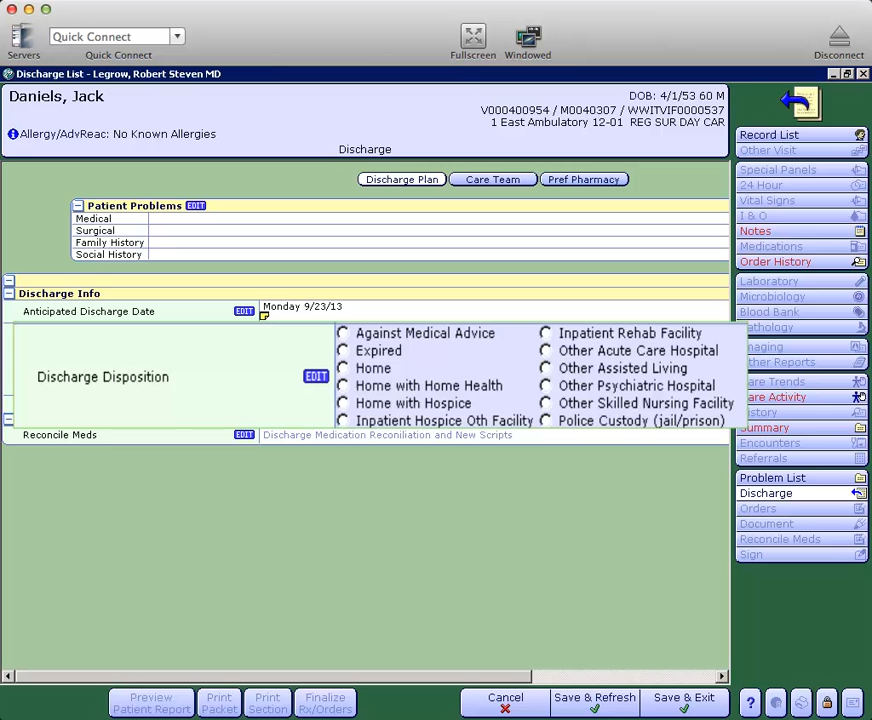 Quick Connect
Servers
Quick Connect
Fullscreen
Windowed
Disconnect
Discharge List - Legrow, Robert Steven MD
Daniels, Jack
DOB: 4/1/53 60 M
V000400954 / M0040307 / WWITVIF0000537
1 East Ambulatory 12-01 REG SUR DAY CAR
Allergy/AdvReac: No Known Allergies
Discharge
Discharge Plan
Care Team
Pref Pharmacy
Patient Problems EDIT
Medical
Surgical
Family History
Social History
Discharge Info
Anticipated Discharge Date EDIT Monday 9/23/13
Discharge Disposition EDIT
Against Medical Advice
Expired
Home
Home with Home Health
Home with Hospice
Inpatient Hospice Oth Facility
Inpatient Rehab Facility
Other Acute Care Hospital
Other Assisted Living
Other Psychiatric Hospital
Other Skilled Nursing Facility
Police Custody (jail/prison)
Reconcile Meds EDIT Discharge Medication Reconiliation and New Scripts
Record List
Other Visit
Special Panels
24 Hour
Vital Signs
I & O
Notes
Medications
Order History
Laboratory
Microbiology
Blood Bank
athology
maging
ther Reports
are Trends
are Activity
istory
ummary
Encounters
Referrals
Problem List
Discharge
Orders
Document
Reconcile Meds
Sign
Preview
Patient Report
Print
Packet
Print
Section
Finalize
Rx/Orders
Cancel
Save & Refresh
Save & Exit
?